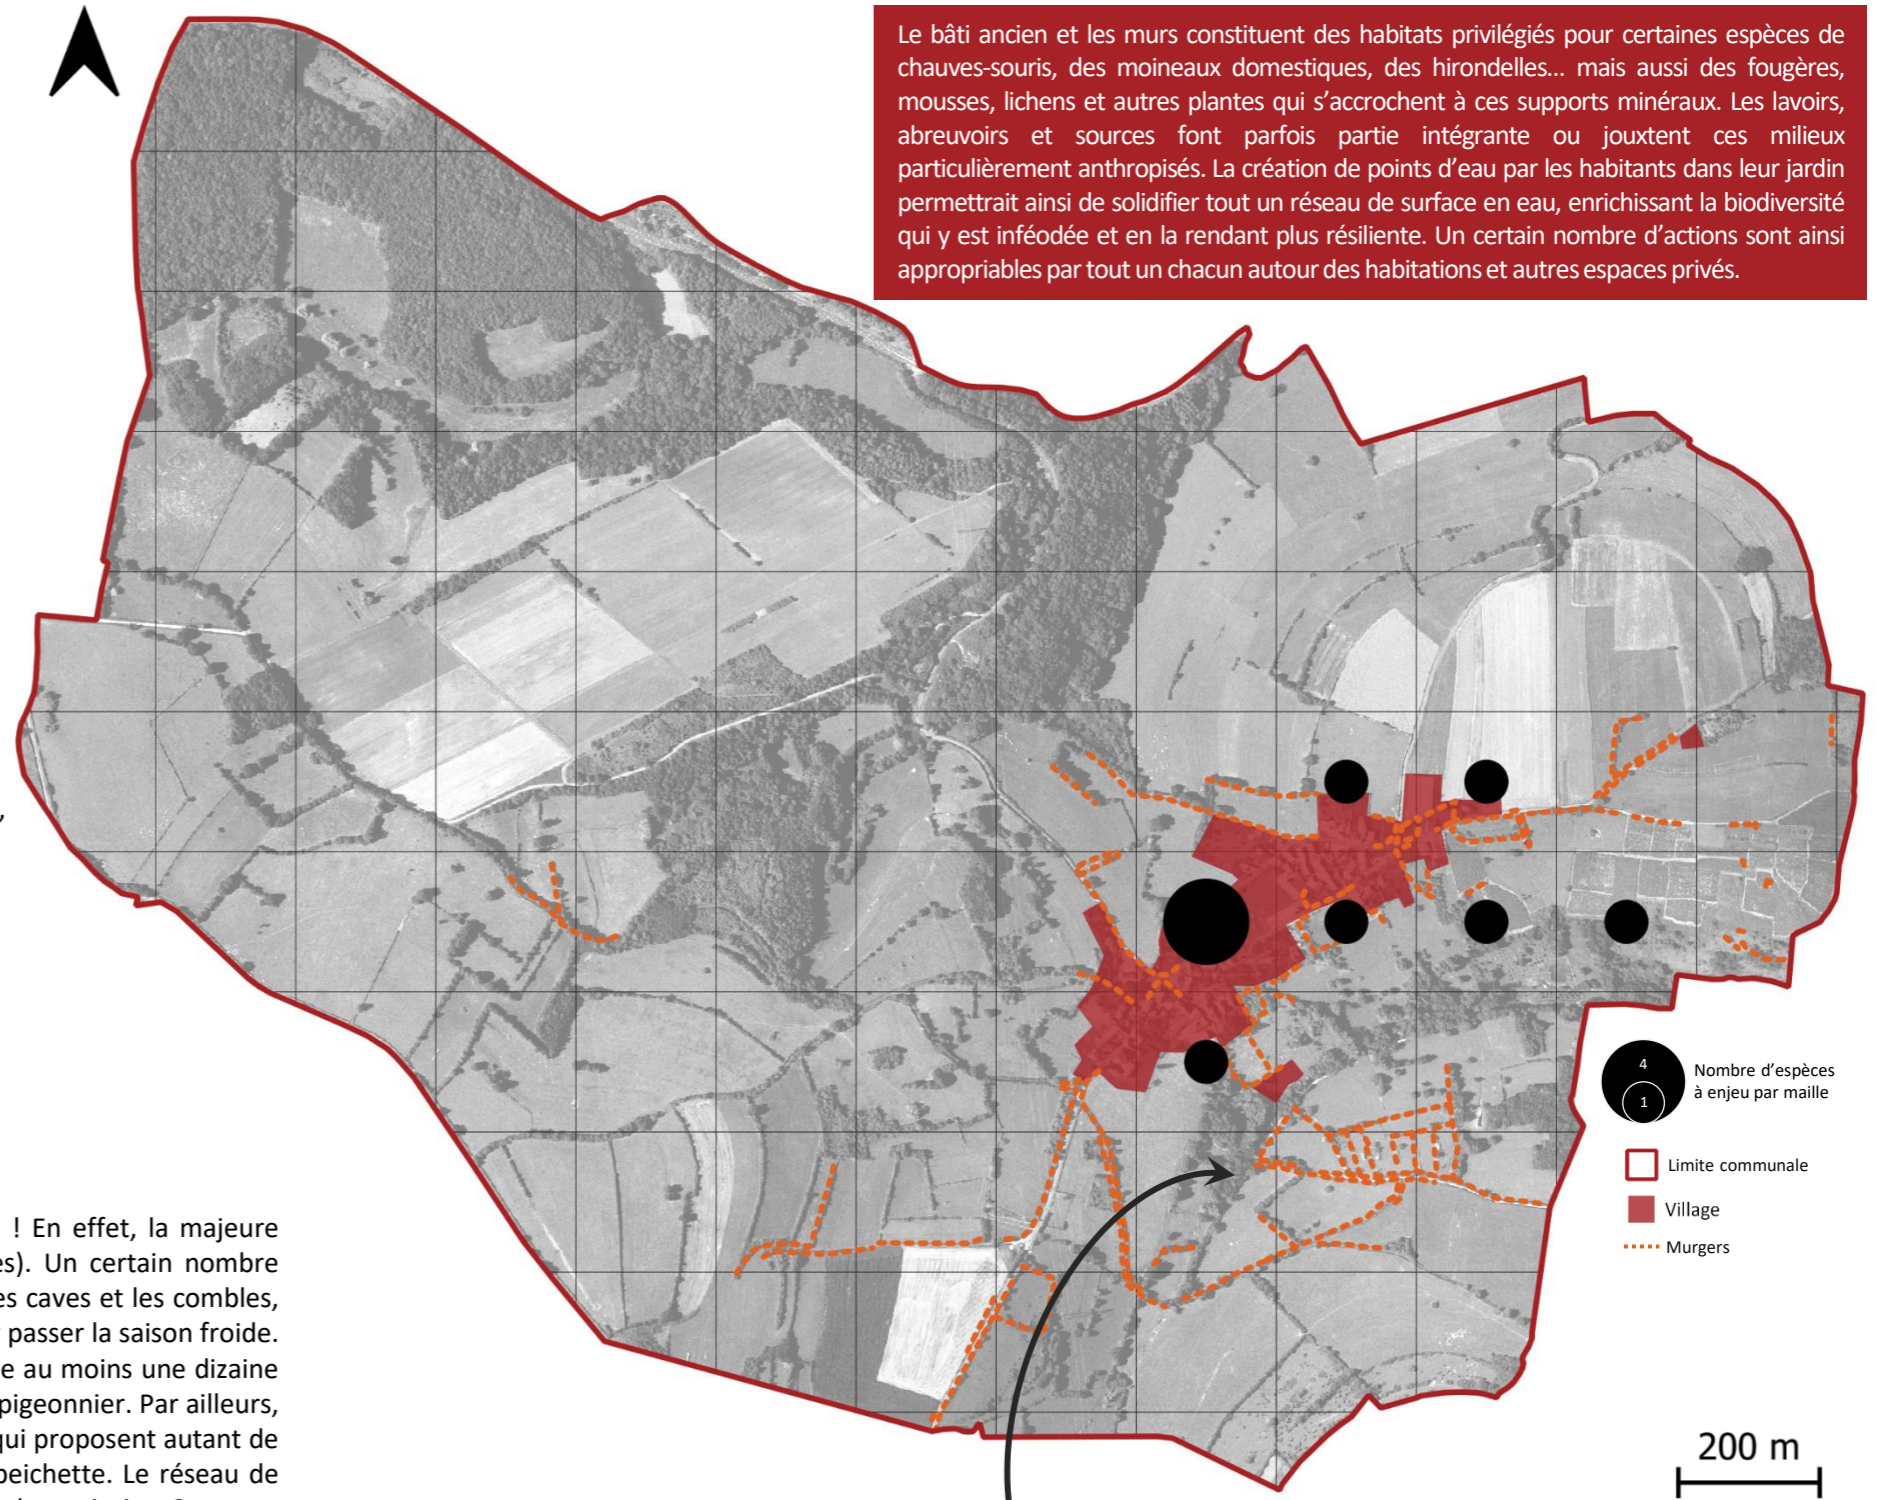 Le bâti ancien et les murs constituent des habitats privilégiés pour certaines espèces de
chauves-souris, des moineaux domestiques, des hirondelles… mais aussi des fougères,
mousses, lichens et autres plantes qui s’accrochent à ces supports minéraux. Les lavoirs,
abreuvoirs et sources font parfois partie intégrante ou jouxtent ces milieux
particulièrement anthropisés. La création de points d’eau par les habitants dans leur jardin
permettrait ainsi de solidifier tout un réseau de surface en eau, enrichissant la biodiversité
qui y est inféodée et en la rendant plus résiliente. Un certain nombre d’actions sont ainsi
appropriables par tout un chacun autour des habitations et autres espaces privés.
,
4
1
Nombre d’espèces
à enjeu par maille
Limite communale
Village
Murgers
! En effet, la majeure
es). Un certain nombre
es caves et les combles,
passer la saison froide.
e au moins une dizaine
pigeonnier. Par ailleurs,
qui proposent autant de
peichette. Le réseau de
200 m